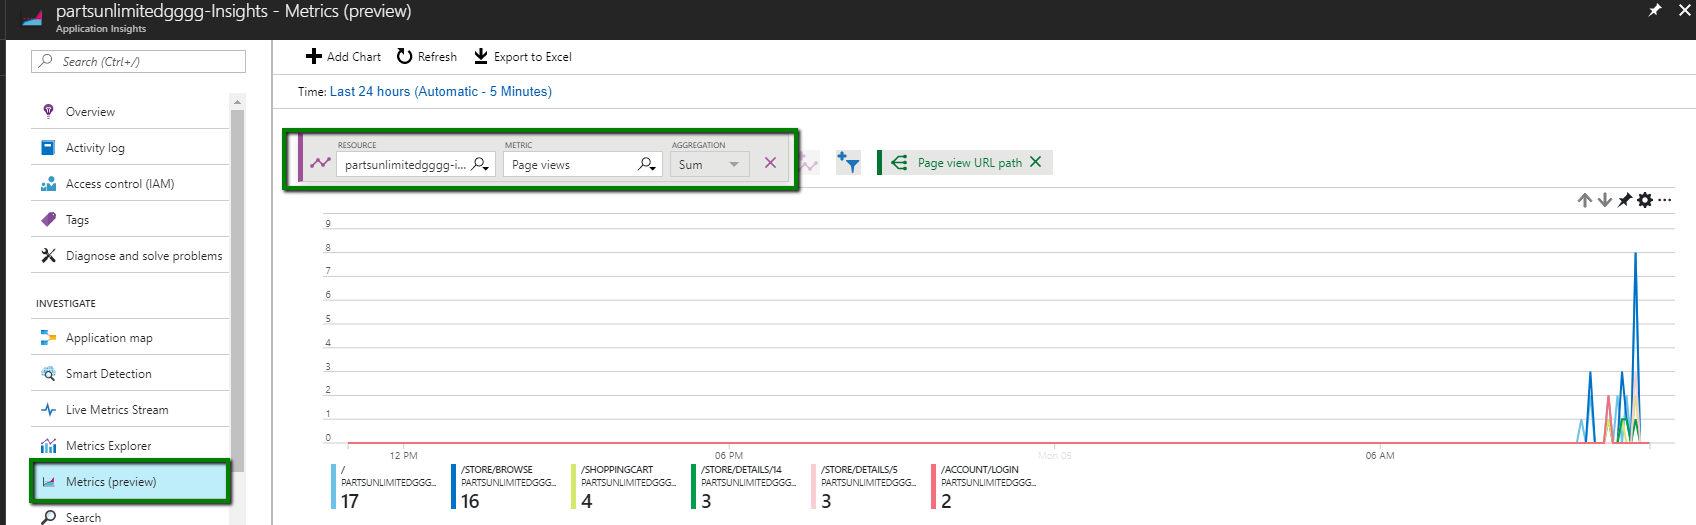 partsunlimitedgggg-Insights - Metrics (preview)
Application Insights
Search (Ctrl+/)
Overview
Activity log
Access control (IAM)
Tags
Diagnose and solve problems
INVESTIGATE
Application map
Smart Detection
Live Metrics Stream
Metrics Explorer
Metrics (preview)
Search
Add Chart Refresh Export to Excel
Time: Last 24 hours (Automatic - 5 Minutes)
RESOURCE METRIC AGGREGATION
partsunlimitedgggg-i... Page views Sum
Page view URL path
9
8
7
6
5
4
3
2
1
0
12 PM 06 PM Mon 05 06 AM
/ /STORE/BROWSE /SHOPPINGCART /STORE/DETAILS/14 /STORE/DETAILS/5 /ACCOUNT/LOGIN
PARTSUNLIMITEDGGG... PARTSUNLIMITEDGGG... PARTSUNLIMITEDGGG... PARTSUNLIMITEDGGG... PARTSUNLIMITEDGGG... PARTSUNLIMITEDGGG...
17 16 4 3 3 2